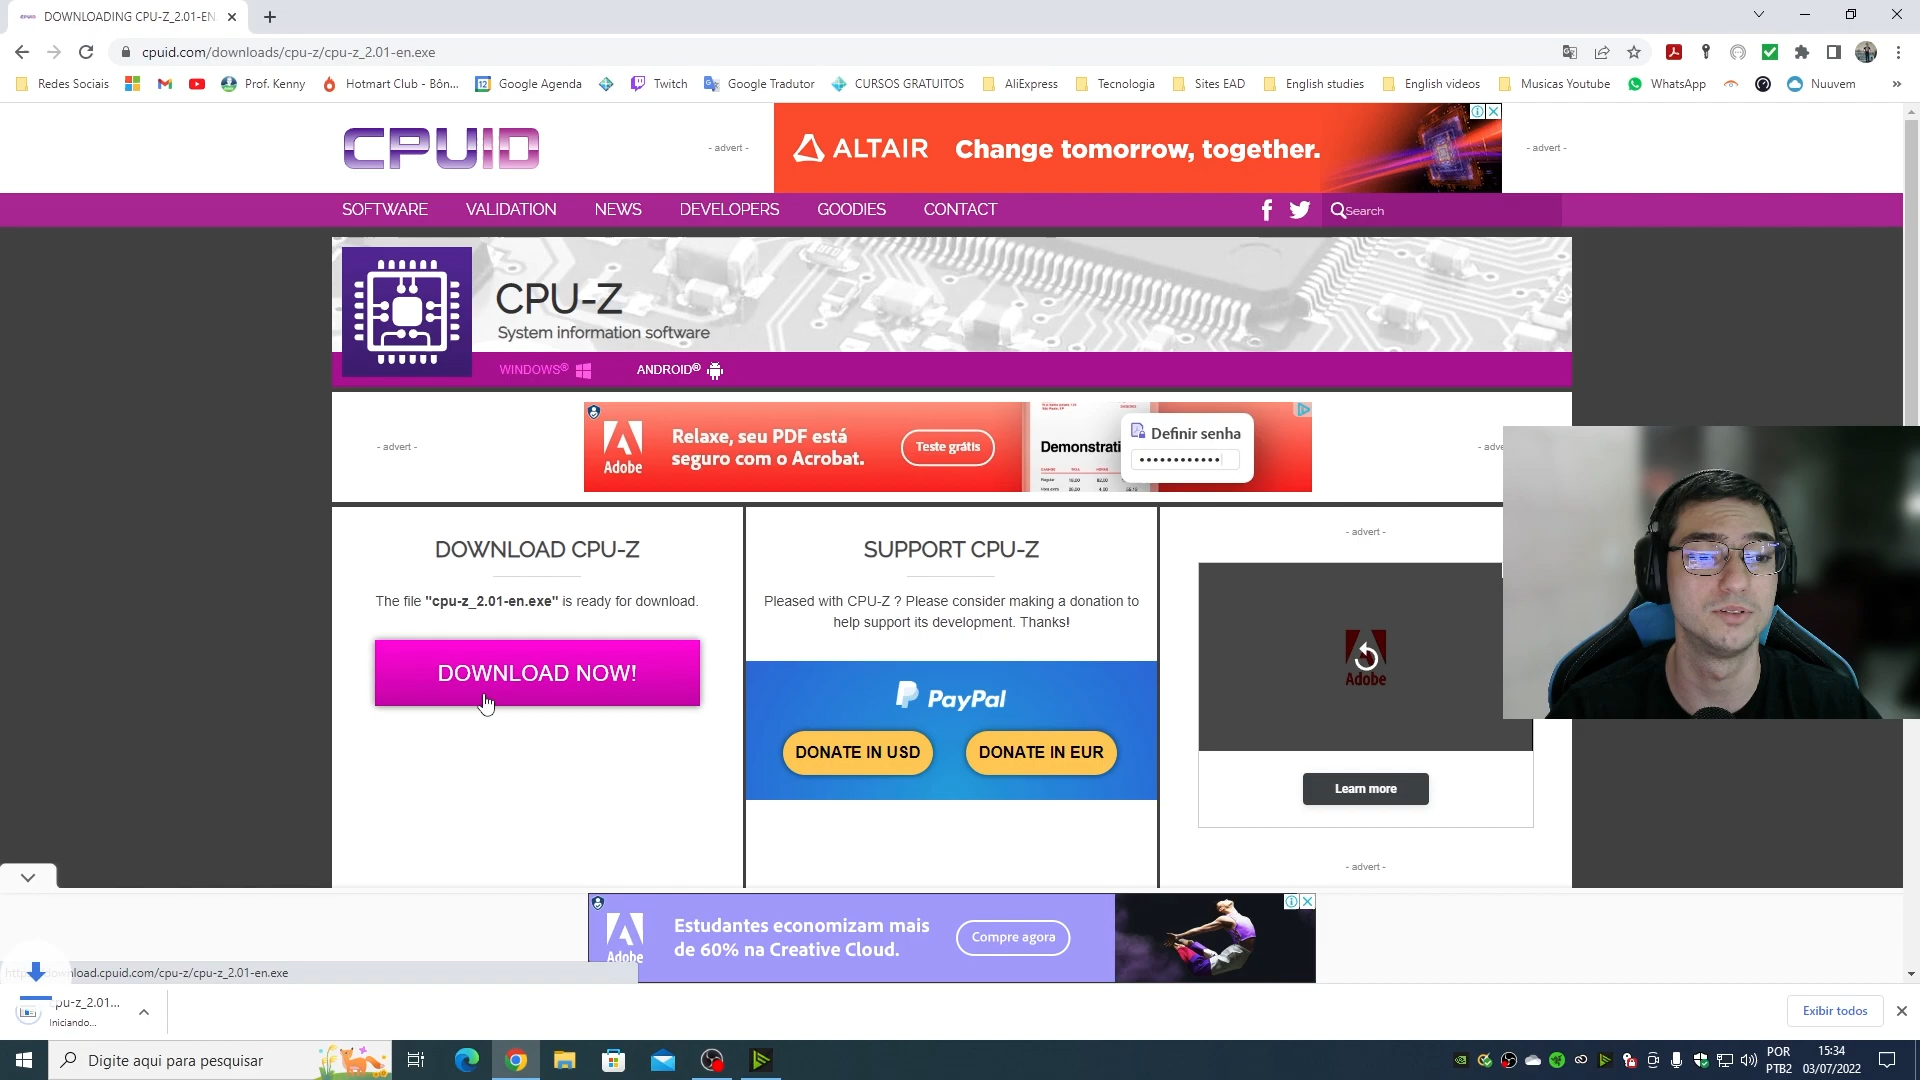 DOWNLOADING CPU-Z_2.01-EN
cpuid.com/downloads/cpu-z/cpu-z_2.01-en.exe
Redes Sociais
Prof. Kenny
Hotmart Club - Bôn...
Google Agenda
Twitch
Google Tradutor
CURSOS GRATUITOS
AliExpress
Tecnologia
Sites EAD
English studies
English videos
Musicas Youtube
WhatsApp
Nuuvem
»
CPUID
- advert -
ALTAIR
Change tomorrow, together.
- advert -
SOFTWARE
VALIDATION
NEWS
DEVELOPERS
GOODIES
CONTACT
Search
CPU-Z
System information software
WINDOWS®
ANDROID®
- advert -
Adobe
Relaxe, seu PDF está
seguro com o Acrobat.
Teste grátis
Demonstrati
Definir senha
- adve
DOWNLOAD CPU-Z
The file "cpu-z_2.01-en.exe" is ready for download.
DOWNLOAD NOW!
SUPPORT CPU-Z
Pleased with CPU-Z ? Please consider making a donation to
help support its development. Thanks!
PayPal
DONATE IN USD
DONATE IN EUR
- advert -
Adobe
Learn more
- advert -
Adobe
Estudantes economizam mais
de 60% na Creative Cloud.
Compre agora
download.cpuid.com/cpu-z/cpu-z_2.01-en.exe
cpu-z_2.01...
Iniciando...
Exibir todos
Digite aqui para pesquisar
POR
PTB2
15:34
03/07/2022